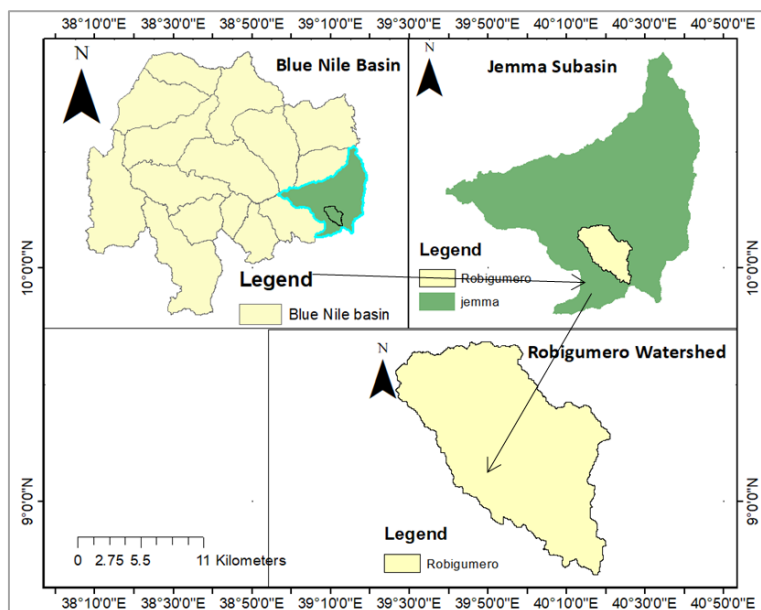 38°10'0"E 38°30'0"E 38°50'0"E 39°10'0"E 39°30'0"E 39°50'0"E 40°10'0"E 40°30'0"E 40°50'0"E
N
Blue Nile Basin
Legend
Blue Nile basin
N
Jemma Subasin
Legend
Robigumero
jemma
10°0'0"N
10°0'0"N
N
Robigumero Watershed
Legend
Robigumero
9°0'0"N
9°0'0"N
0 2.75 5.5 11 Kilometers
38°10'0"E 38°30'0"E 38°50'0"E 39°10'0"E 39°30'0"E 39°50'0"E 40°10'0"E 40°30'0"E 40°50'0"E